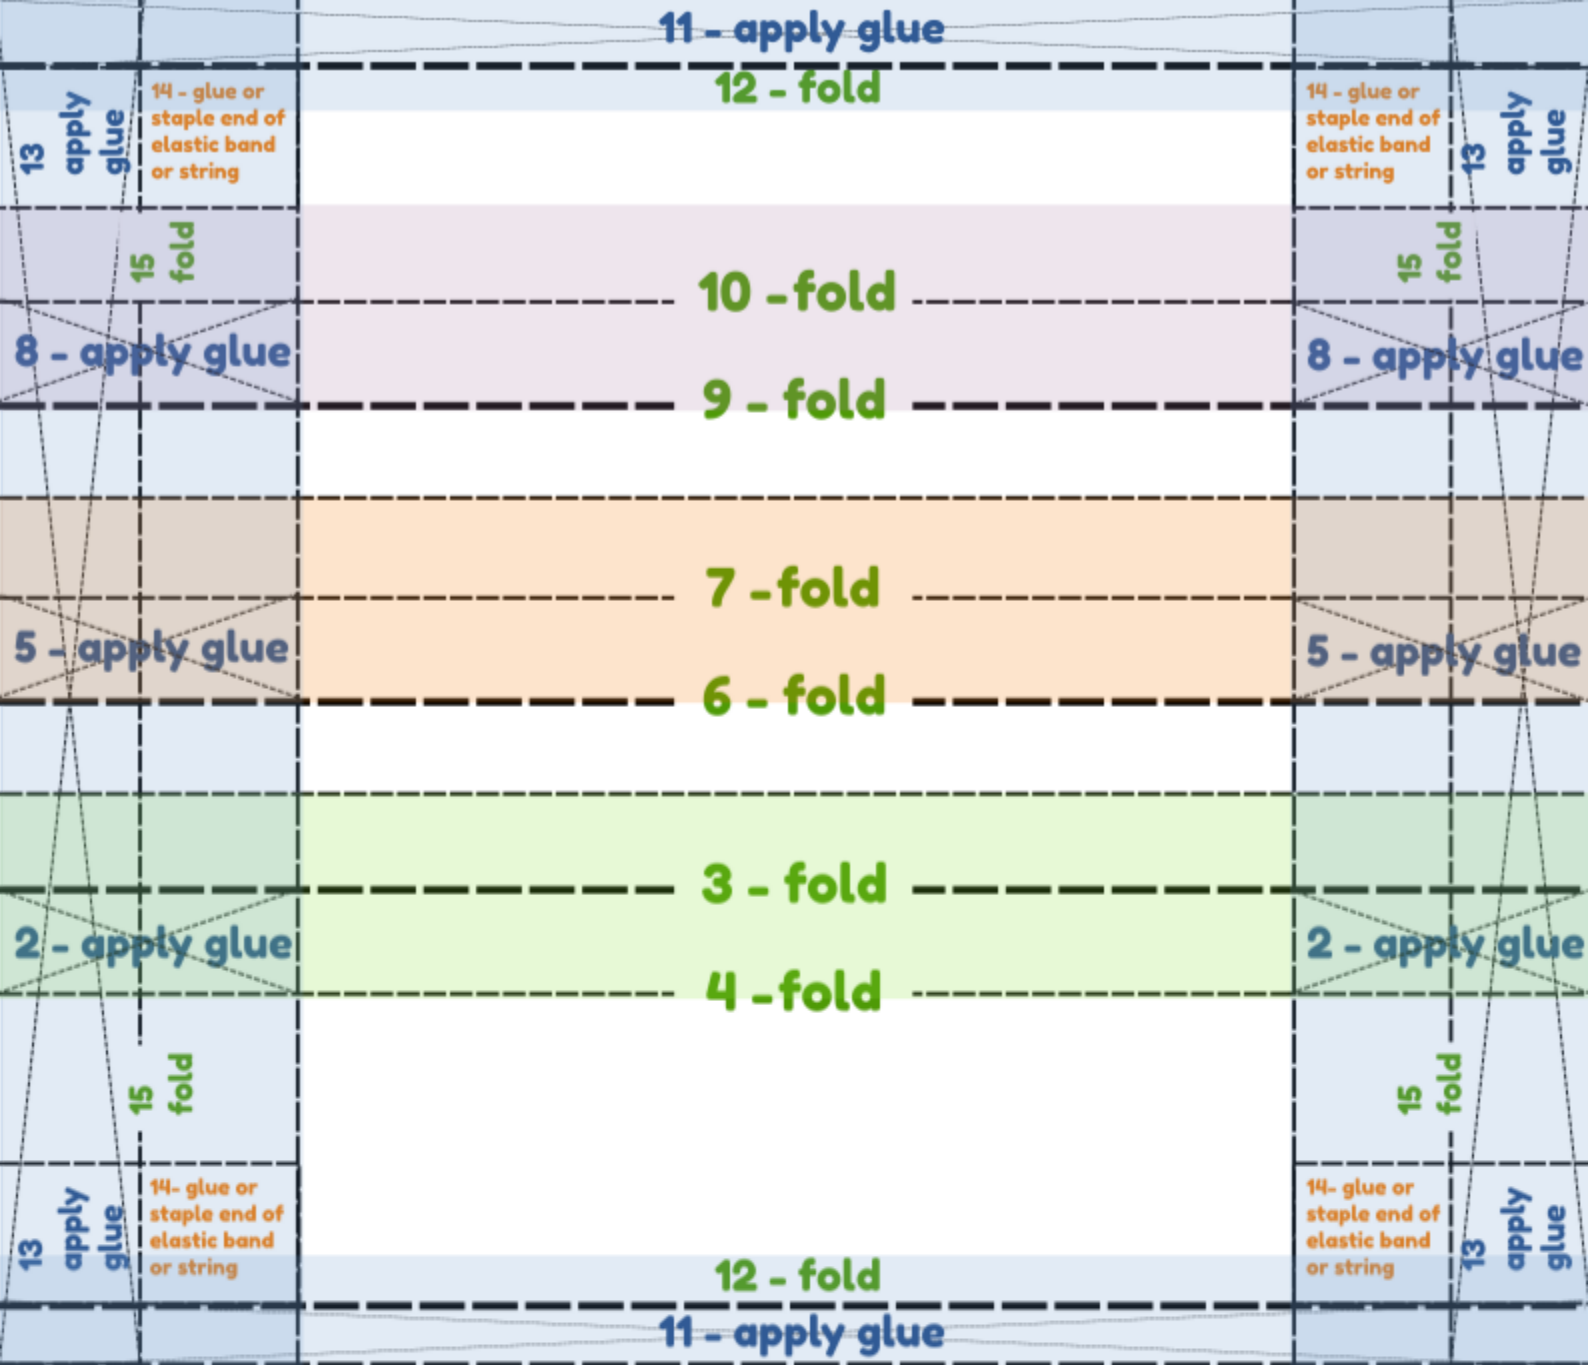 11 - apply glue
12 - fold
13
apply
glue
14 - glue or
staple end of
elastic band
or string
14 - glue or
staple end of
elastic band
or string
13
apply
glue
15
fold
10 - fold
15
fold
8 - apply glue
8 - apply glue
9 - fold
7 - fold
5 - apply glue
5 - apply glue
6 - fold
3 - fold
2 - apply glue
2 - apply glue
4 - fold
15
fold
15
fold
13
apply
glue
14- glue or
staple end of
elastic band
or string
14- glue or
staple end of
elastic band
or string
13
apply
glue
12 - fold
11 - apply glue